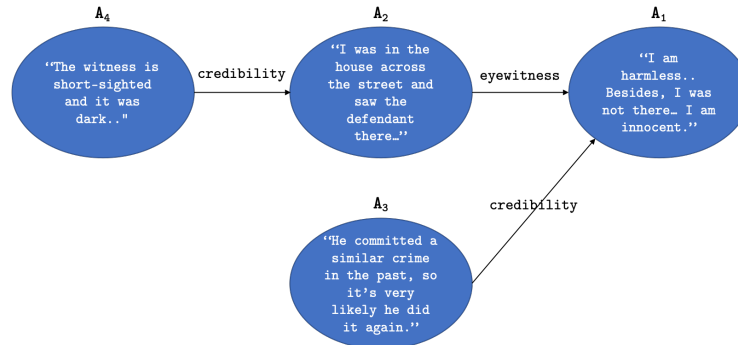 A4
A2
A1
“The witness is
short-sighted
and it was
dark.."
credibility
“I was in the
house across
the street and
saw the
defendant
there…”
eyewitness
“I am
harmless..
Besides, I was
not there… I am
innocent.”
A3
credibility
“He committed a
similar crime
in the past, so
it’s very
likely he did
it again.”